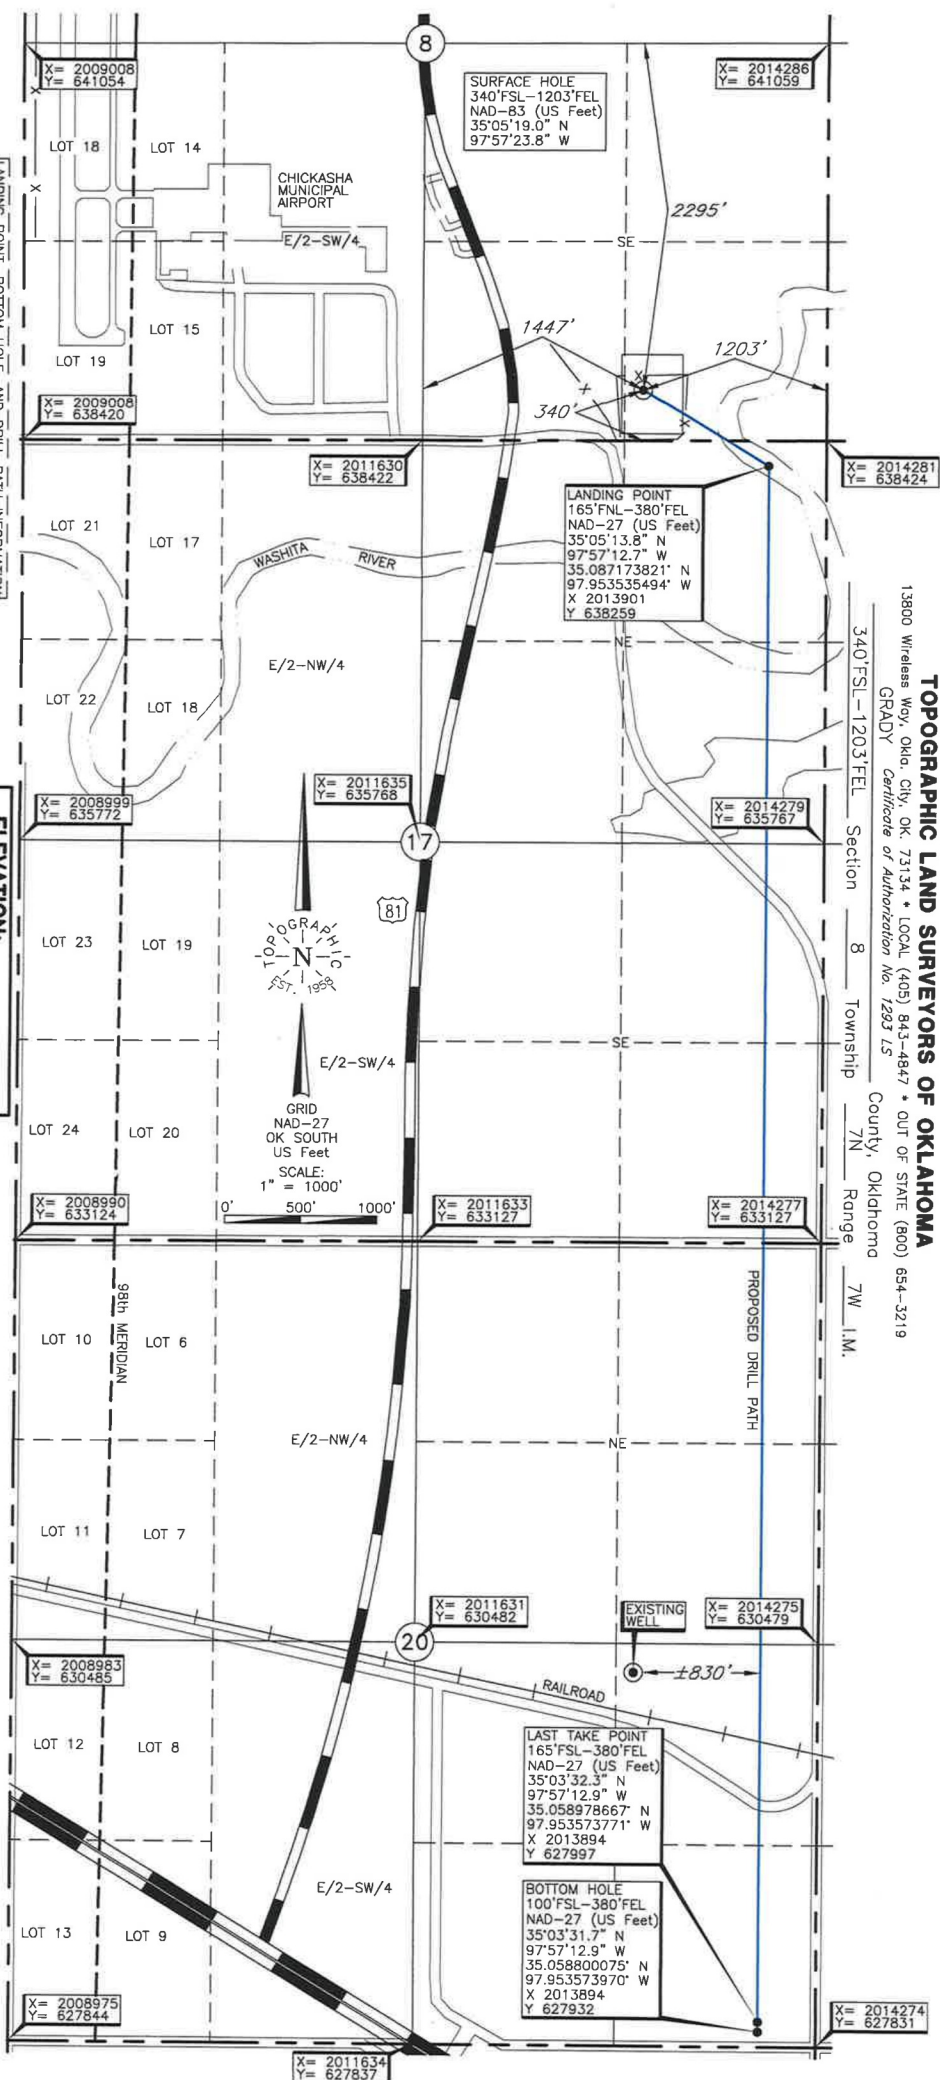 TOPOGRAPHIC LAND SURVEYORS OF OKLAHOMA
13800 Wireless Way, Okla. City, OK. 73134 * LOCAL (405) 843-4847 * OUT OF STATE (800) 654-3219
Certificate of Authorization No. 1293 LS
GRADY County, Oklahoma
340'FSL-1203'FEL Section 8 Township 7N Range 7W I.M.
8
X= 2009008
Y= 641054
SURFACE HOLE
340'FSL-1203'FEL
NAD-83 (US Feet)
35°05'19.0" N
97°57'23.8" W
X= 2014286
Y= 641059
LOT 18
LOT 14
CHICKASHA
MUNICIPAL
AIRPORT
2295'
E/2-SW/4
SE
LOT 15
LOT 19
1447'
1203'
340'
X= 2009008
Y= 638420
X= 2011630
Y= 638422
X= 2014281
Y= 638424
LANDING POINT
165'FNL-380'FEL
NAD-27 (US Feet)
35°05'13.8" N
97°57'12.7" W
35.087173821° N
97.953535494° W
X 2013901
Y 638259
LOT 21
LOT 17
WASHITA RIVER
NE
E/2-NW/4
LOT 22
LOT 18
X= 2008999
Y= 635772
X= 2011635
Y= 635768
X= 2014279
Y= 635767
17
81
LOT 23
LOT 19
TOPOGRAPHIC
N
EST. 1958
E/2-SW/4
SE
LOT 24
LOT 20
GRID
NAD-27
OK SOUTH
US Feet
SCALE:
1" = 1000'
0' 500' 1000'
X= 2008990
Y= 633124
X= 2011633
Y= 633127
X= 2014277
Y= 633127
98th MERIDIAN
PROPOSED DRILL PATH
LOT 10
LOT 6
E/2-NW/4
NE
LOT 11
LOT 7
X= 2011631
Y= 630482
EXISTING
WELL
X= 2014275
Y= 630479
20
X= 2008983
Y= 630485
±830'
RAILROAD
LOT 12
LOT 8
LAST TAKE POINT
165'FSL-380'FEL
NAD-27 (US Feet)
35°03'32.3" N
97°57'12.9" W
35.058978667° N
97.953573771° W
X 2013894
Y 627997
E/2-SW/4
BOTTOM HOLE
100'FSL-380'FEL
NAD-27 (US Feet)
35°03'31.7" N
97°57'12.9" W
35.058800075° N
97.953573970° W
X 2013894
Y 627932
LOT 13
LOT 9
X= 2008975
Y= 627844
X= 2014274
Y= 627831
X= 2011634
Y= 627837